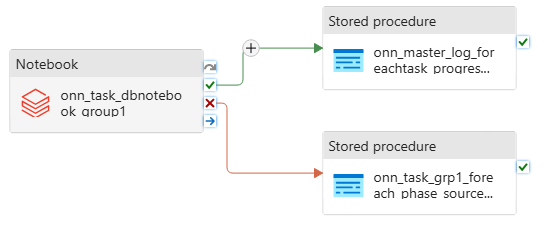 Notebook
onn_task_dbnotebo
ok_group1
Stored procedure
onn_master_log_for
eachtask_progres...
Stored procedure
onn_task_grp1_fore
ach_phase_source...